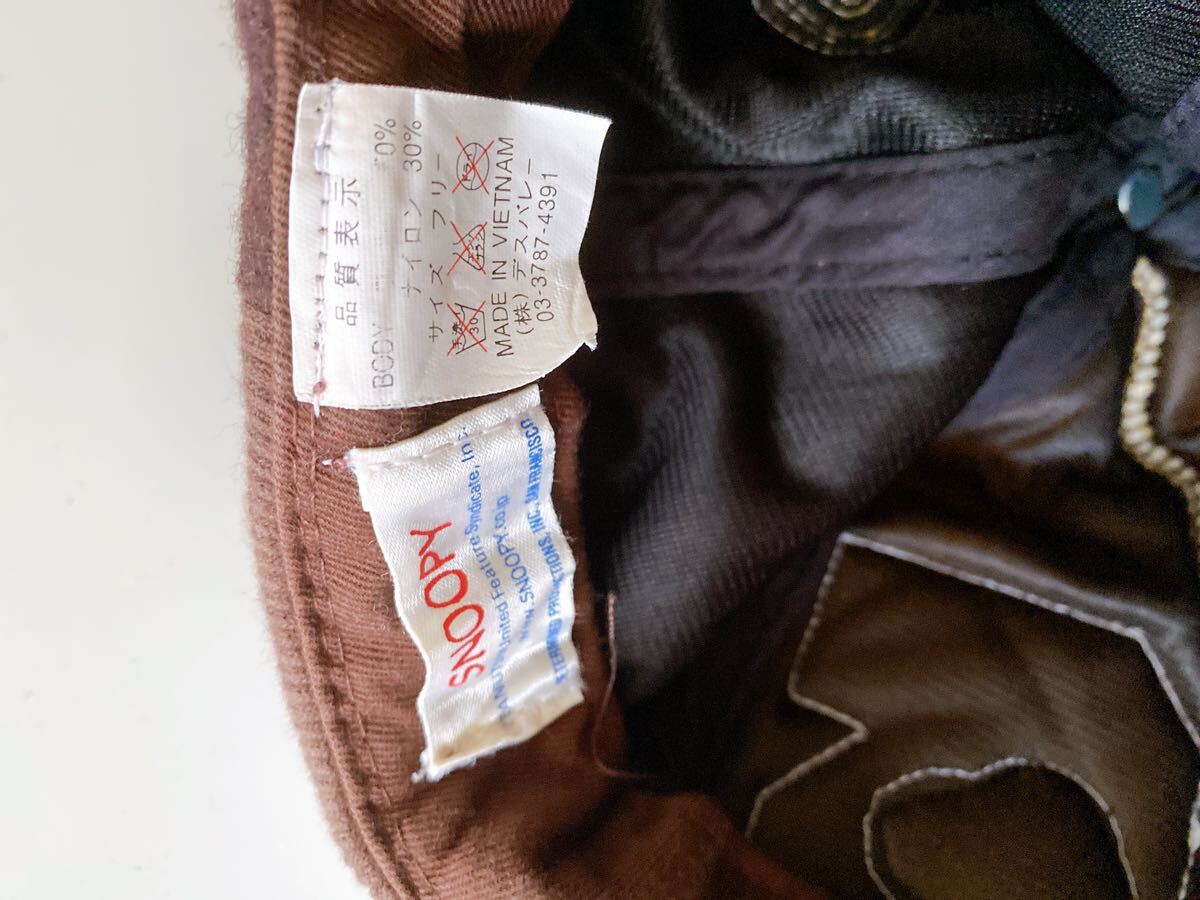 品質表示
BODY
ナイロン 30%
サイズ フリー
MADE IN VIETNAM
(株)デスバレー
03-3787-4391
SNOOPY
United Feature Syndicate, In
SNOOPY.co.jp
INC. SAN FRANCISCO